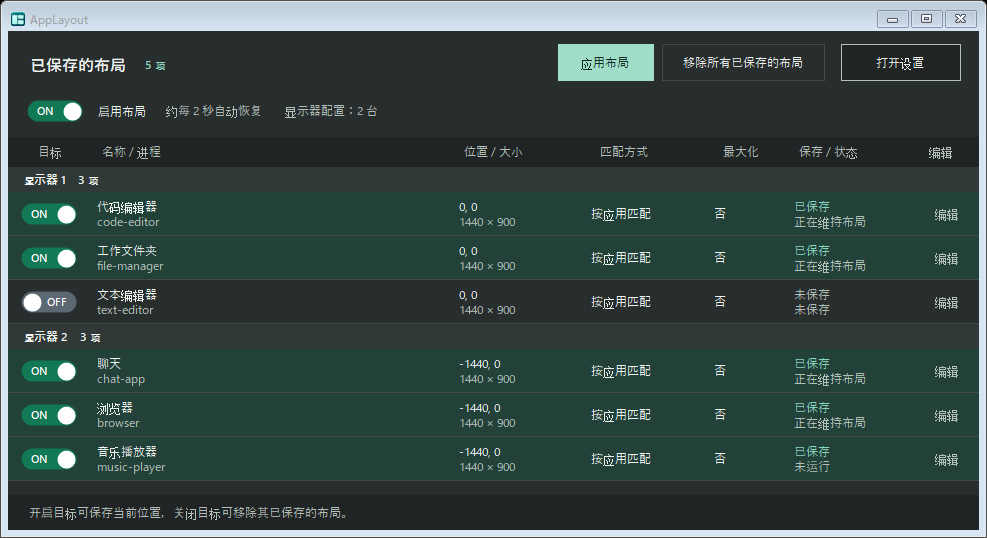 AppLayout
已保存的布局 5 项 应用布局 移除所有已保存的布局 打开设置
ON 启用布局 约每 2 秒自动恢复 显示器配置：2 台
目标 名称 / 进程 位置 / 大小 匹配方式 最大化 保存 / 状态 编辑
显示器 1 3 项
ON 代码编辑器 0, 0 按应用匹配 否 已保存 编辑
code-editor 1440 × 900 正在维持布局
ON 工作文件夹 0, 0 按应用匹配 否 已保存 编辑
file-manager 1440 × 900 正在维持布局
OFF 文本编辑器 0, 0 按应用匹配 否 未保存 编辑
text-editor 1440 × 900 未保存
显示器 2 3 项
ON 聊天 -1440, 0 按应用匹配 否 已保存 编辑
chat-app 1440 × 900 正在维持布局
ON 浏览器 -1440, 0 按应用匹配 否 已保存 编辑
browser 1440 × 900 正在维持布局
ON 音乐播放器 -1440, 0 按应用匹配 否 已保存 编辑
music-player 1440 × 900 未运行
开启目标可保存当前位置，关闭目标可移除其已保存的布局。